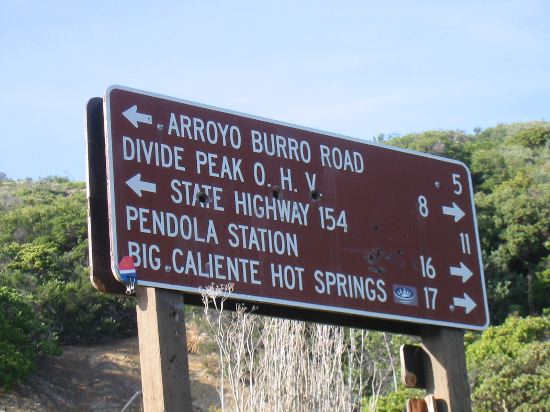 ← ARROYO BURRO ROAD 5
DIVIDE PEAK O. H. V. 8 →
← STATE HIGHWAY 154 11
PENDOLA STATION 16 →
BIG CALIENTE HOT SPRINGS 17 →